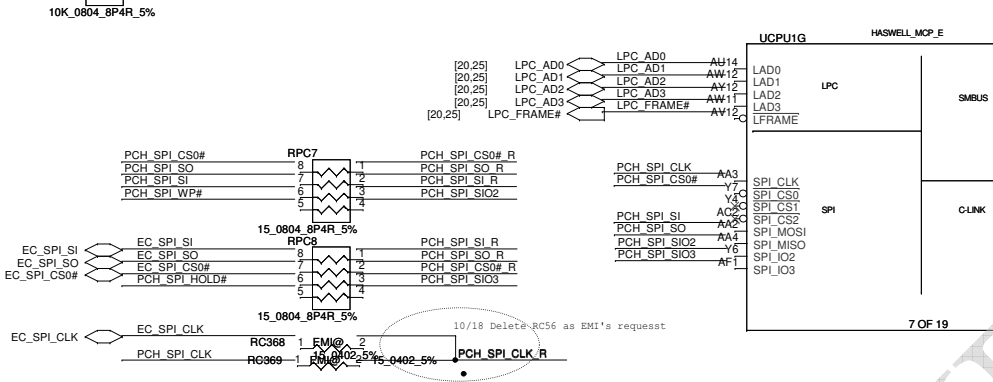 10K_0804_8P4R_5%
UCPU1G HASWELL_MCP_E
[20,25] LPC_AD0 LPC_AD0 AU14 LAD0
[20,25] LPC_AD1 LPC_AD1 AW12 LAD1
[20,25] LPC_AD2 LPC_AD2 AY12 LAD2
[20,25] LPC_AD3 LPC_AD3 AW11 LAD3
[20,25] LPC_FRAME# LPC_FRAME# AV12 LFRAME
LPC SMBUS
RPC7
PCH_SPI_CS0# 8 1 PCH_SPI_CS0#_R
PCH_SPI_SO 7 2 PCH_SPI_SO_R
PCH_SPI_SI 6 3 PCH_SPI_SI_R
PCH_SPI_WP# 5 4 PCH_SPI_SIO2
15_0804_8P4R_5%
PCH_SPI_CLK AA3 SPI_CLK
PCH_SPI_CS0# Y7 SPI_CS0
Y4 SPI_CS1
AC2 SPI_CS2
PCH_SPI_SI AA2 SPI_MOSI
PCH_SPI_SO AA4 SPI_MISO
PCH_SPI_SIO2 Y6 SPI_IO2
PCH_SPI_SIO3 AF1 SPI_IO3
SPI C-LINK
RPC8
EC_SPI_SI EC_SPI_SI 8 1 PCH_SPI_SI_R
EC_SPI_SO EC_SPI_SO 7 2 PCH_SPI_SO_R
EC_SPI_CS0# EC_SPI_CS0# 6 3 PCH_SPI_CS0#_R
PCH_SPI_HOLD# 5 4 PCH_SPI_SIO3
15_0804_8P4R_5%
7 OF 19
10/18 Delete RC56 as EMI's requesst
EC_SPI_CLK EC_SPI_CLK
RC368 1 EMI@ 2
15_0402_5%
PCH_SPI_CLK PCH_SPI_CLK_R
RC369 1 EMI@ 2 15_0402_5%